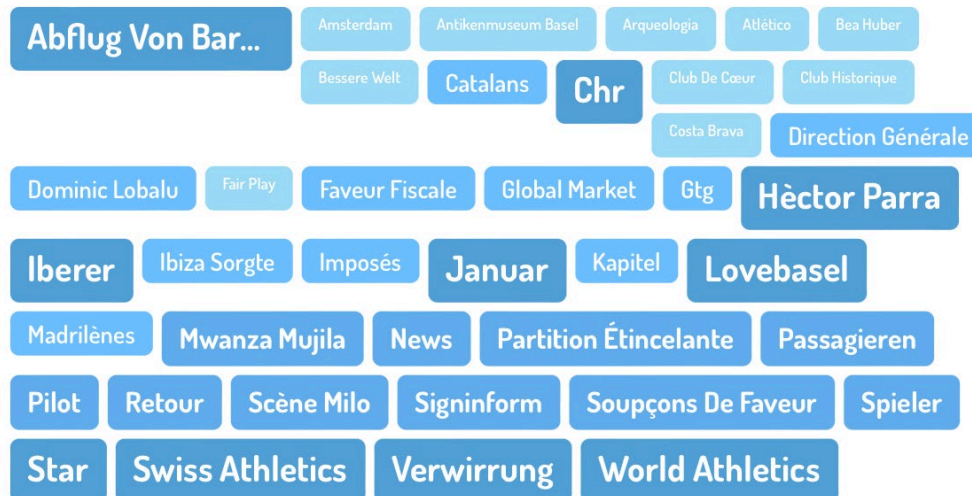 Abflug Von Bar... Amsterdam Antikenmuseum Basel Arqueologia Atlético Bea Huber
Bessere Welt Catalans Chr Club De Cœur Club Historique
Costa Brava Direction Générale
Dominic Lobalu Fair Play Faveur Fiscale Global Market Gtg Hèctor Parra
Iberer Ibiza Sorgte Imposés Januar Kapitel Lovebasel
Madrilènes Mwanza Mujila News Partition Étincelante Passagieren
Pilot Retour Scène Milo Signinform Soupçons De Faveur Spieler
Star Swiss Athletics Verwirrung World Athletics